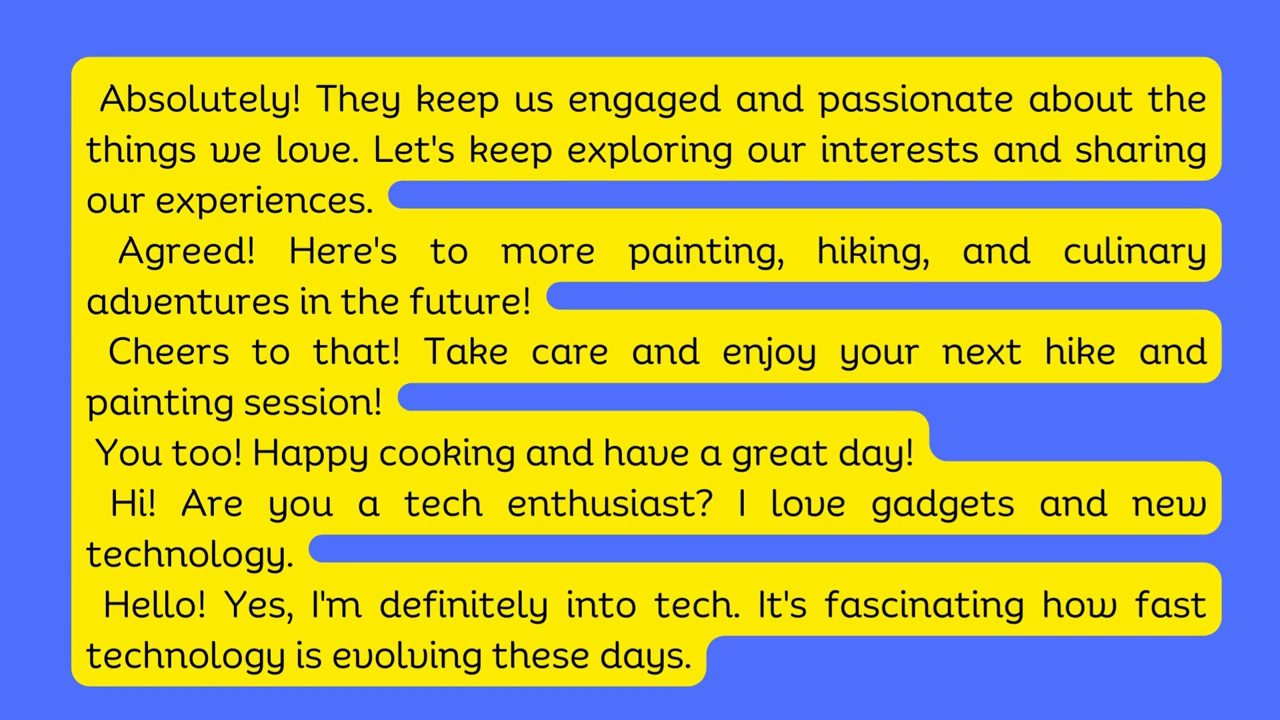 Absolutely! They keep us engaged and passionate about the
things we love. Let's keep exploring our interests and sharing
our experiences.
Agreed! Here's to more painting, hiking, and culinary
adventures in the future!
Cheers to that! Take care and enjoy your next hike and
painting session!
You too! Happy cooking and have a great day!
Hi! Are you a tech enthusiast? I love gadgets and new
technology.
Hello! Yes, I'm definitely into tech. It's fascinating how fast
technology is evolving these days.